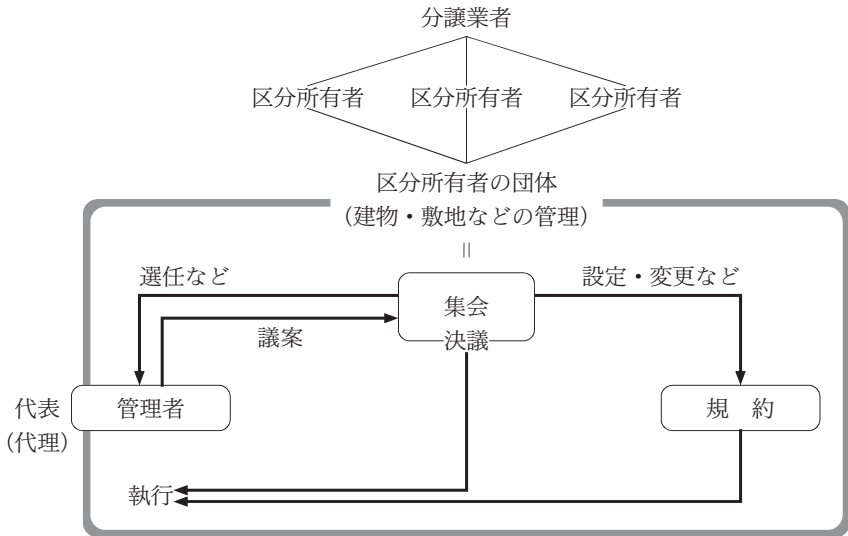 分譲業者
区分所有者 区分所有者 区分所有者
区分所有者の団体
（建物・敷地などの管理）
＝
選任など
設定・変更など
集会
決議
議案
代表
（代理）
管理者
規　約
執行